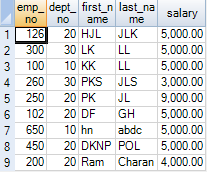 emp_no dept_no first_name last_name salary
1 126 20 HJL JLK 5,000.00
2 300 30 LK LL 5,000.00
3 100 10 KK LL 5,000.00
4 260 30 PKS JLS 3,000.00
5 250 20 PK JL 9,000.00
6 102 20 DF GH 5,000.00
7 650 10 hn abdc 5,000.00
8 450 20 DKNP POL 5,000.00
9 200 20 Ram Charan 4,000.00